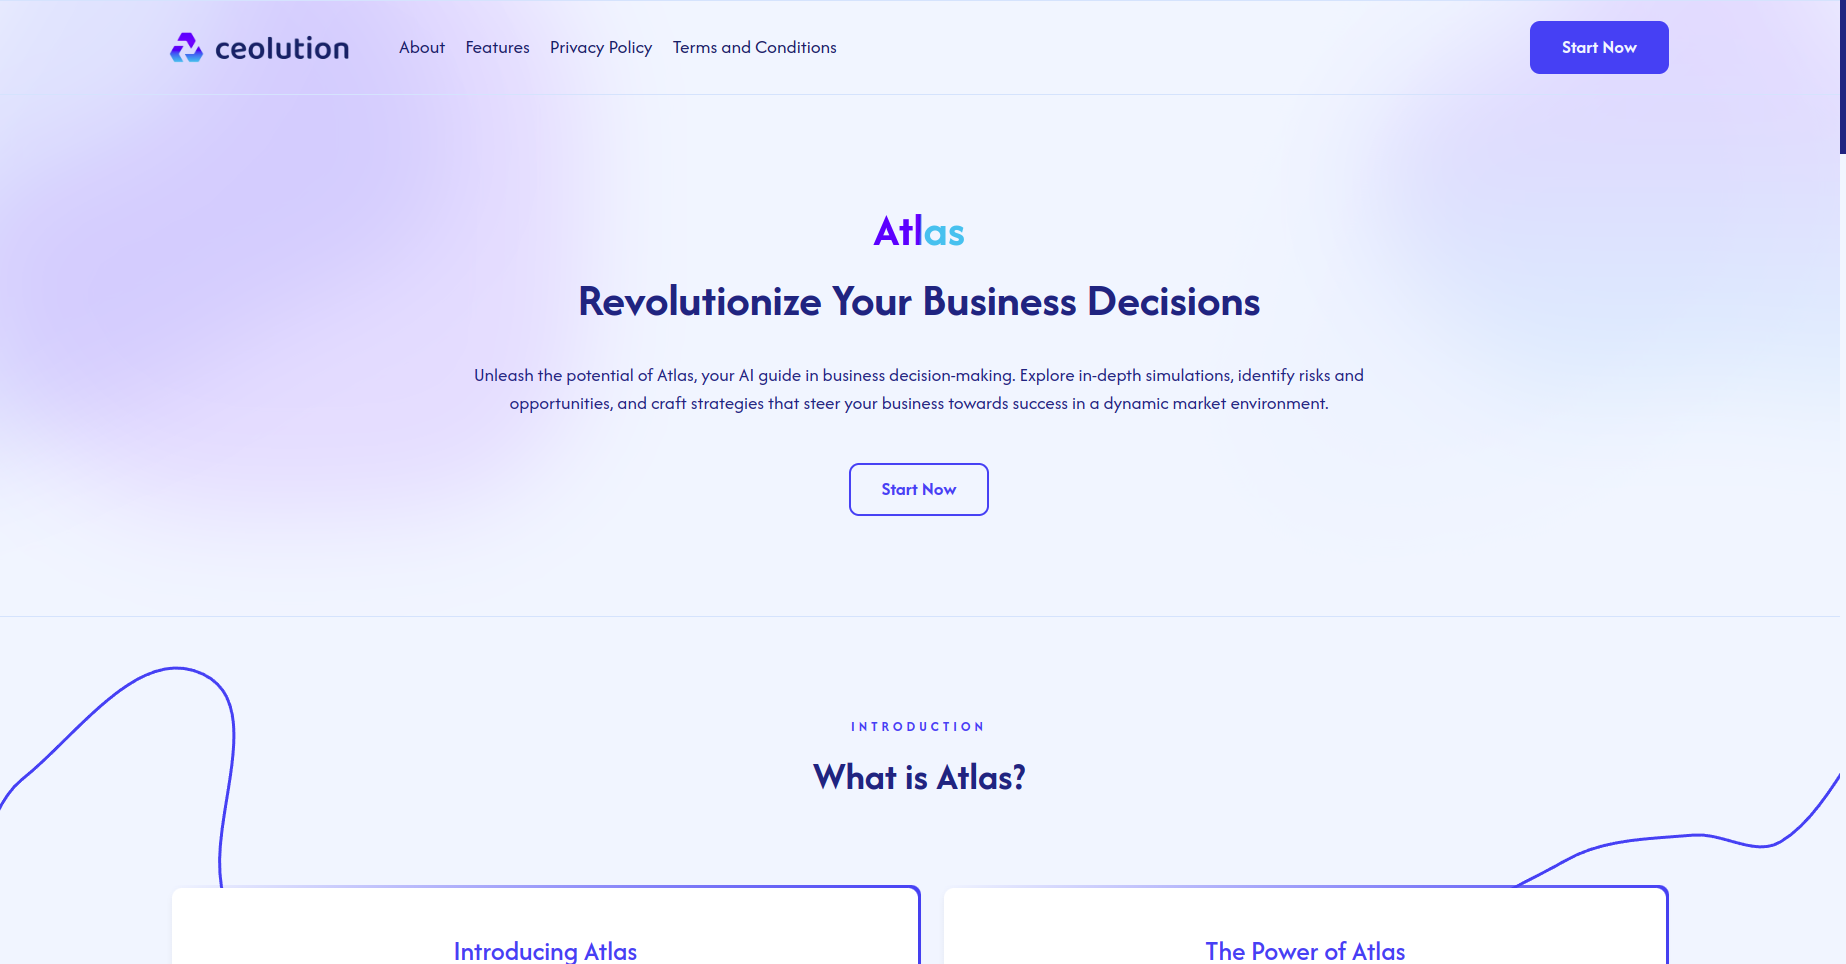 ceolution
About Features Privacy Policy Terms and Conditions
Start Now
Atlas
Revolutionize Your Business Decisions
Unleash the potential of Atlas, your AI guide in business decision-making. Explore in-depth simulations, identify risks and
opportunities, and craft strategies that steer your business towards success in a dynamic market environment.
Start Now
INTRODUCTION
What is Atlas?
Introducing Atlas
The Power of Atlas